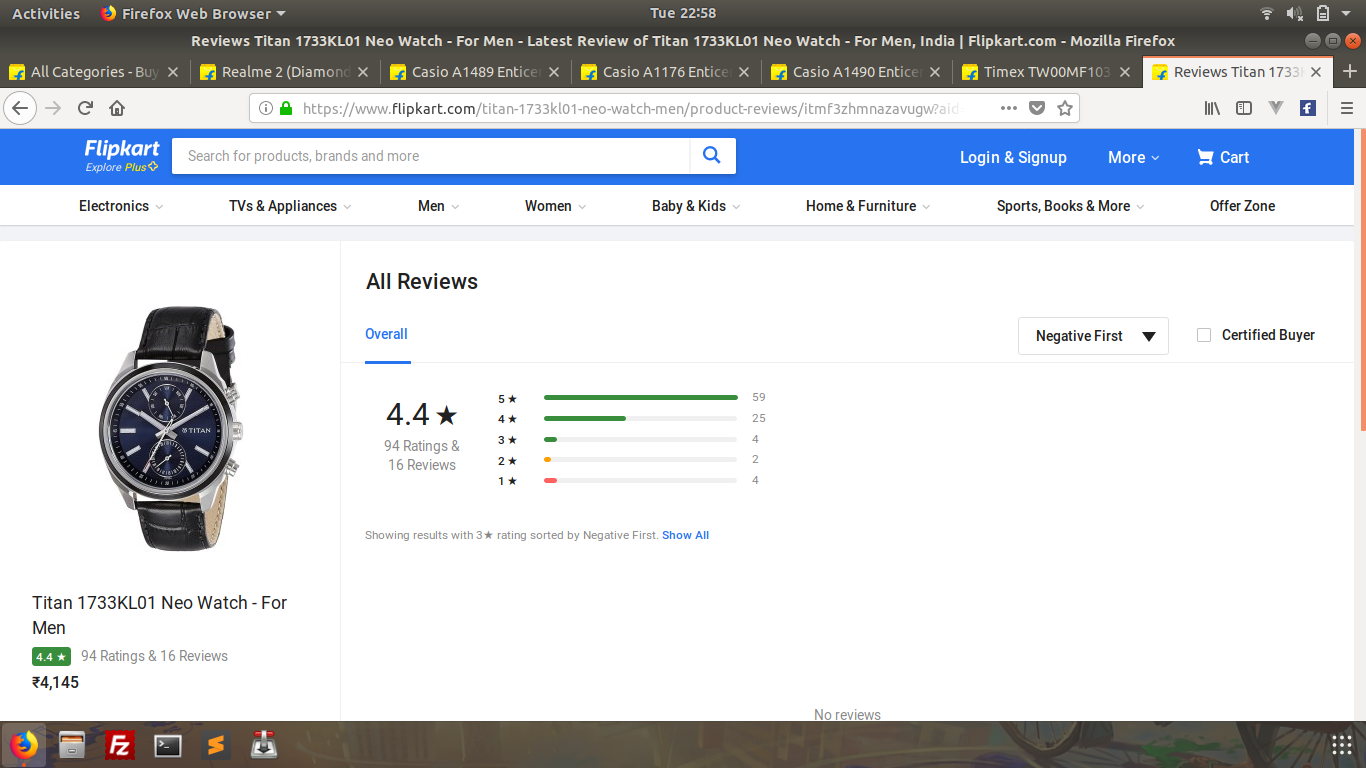 Activities
Firefox Web Browser
Tue 22:58
Reviews Titan 1733KL01 Neo Watch - For Men - Latest Review of Titan 1733KL01 Neo Watch - For Men, India | Flipkart.com - Mozilla Firefox
All Categories - Buy
Realme 2 (Diamond
Casio A1489 Entice
Casio A1176 Entice
Casio A1490 Entice
Timex TW00MF103
Reviews Titan 1733
https://www.flipkart.com/titan-1733kl01-neo-watch-men/product-reviews/itmf3zhmnazavugw?aid
Flipkart
Explore Plus
Search for products, brands and more
Login & Signup
More
Cart
Electronics
TVs & Appliances
Men
Women
Baby & Kids
Home & Furniture
Sports, Books & More
Offer Zone
TITAN
Titan 1733KL01 Neo Watch - For
Men
4.4 ★
94 Ratings & 16 Reviews
₹4,145
All Reviews
Overall
Negative First
Certified Buyer
4.4 ★
94 Ratings &
16 Reviews
5 ★ 59
4 ★ 25
3 ★ 4
2 ★ 2
1 ★ 4
Showing results with 3★ rating sorted by Negative First. Show All
No reviews